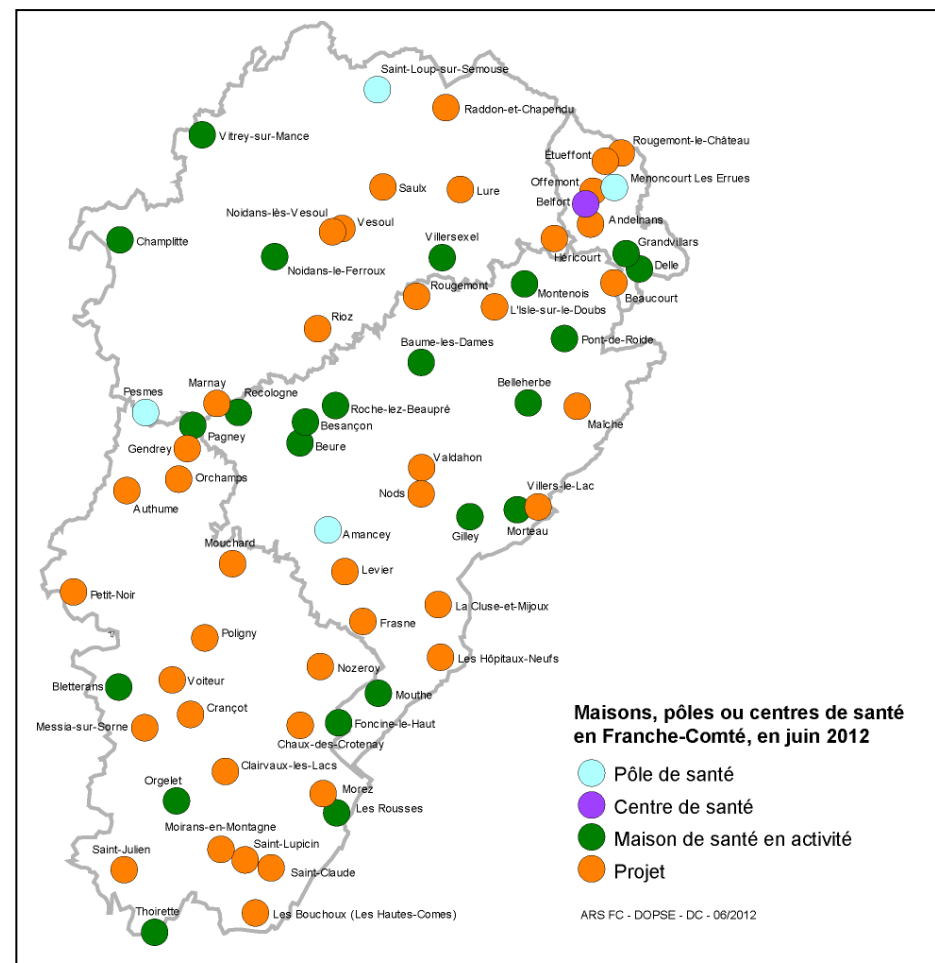 Saint-Loup-sur-Semouse
Raddon-et-Chapendu
Vitrey-sur-Mance
Rougemont-le-Château
Étueffont
Saulx
Lure
Offemont
Menoncourt Les Errues
Belfort
Noidans-lès-Vesoul
Vesoul
Andelnans
Champlitte
Villersexel
Grandvillars
Noidans-le-Ferroux
Héricourt
Delle
Rougemont
Montenois
Beaucourt
L'Isle-sur-le-Doubs
Rioz
Baume-les-Dames
Pont-de-Roide
Pesmes
Marnay
Recologne
Belleherbe
Roche-lez-Beaupré
Besançon
Maîche
Pagney
Beure
Gendrey
Valdahon
Orchamps
Villers-le-Lac
Nods
Authume
Amancey
Gilley
Morteau
Mouchard
Levier
Petit-Noir
La Cluse-et-Mijoux
Frasne
Poligny
Les Hôpitaux-Neufs
Nozeroy
Voiteur
Bletterans
Mouthe
Crançot
Messia-sur-Sorne
Foncine-le-Haut
Chaux-des-Crotenay
Clairvaux-les-Lacs
Orgelet
Morez
Les Rousses
Moirans-en-Montagne
Saint-Lupicin
Saint-Julien
Saint-Claude
Thoirette
Les Bouchoux (Les Hautes-Comes)
Maisons, pôles ou centres de santé
en Franche-Comté, en juin 2012
Pôle de santé
Centre de santé
Maison de santé en activité
Projet
ARS FC - DOPSE - DC - 06/2012